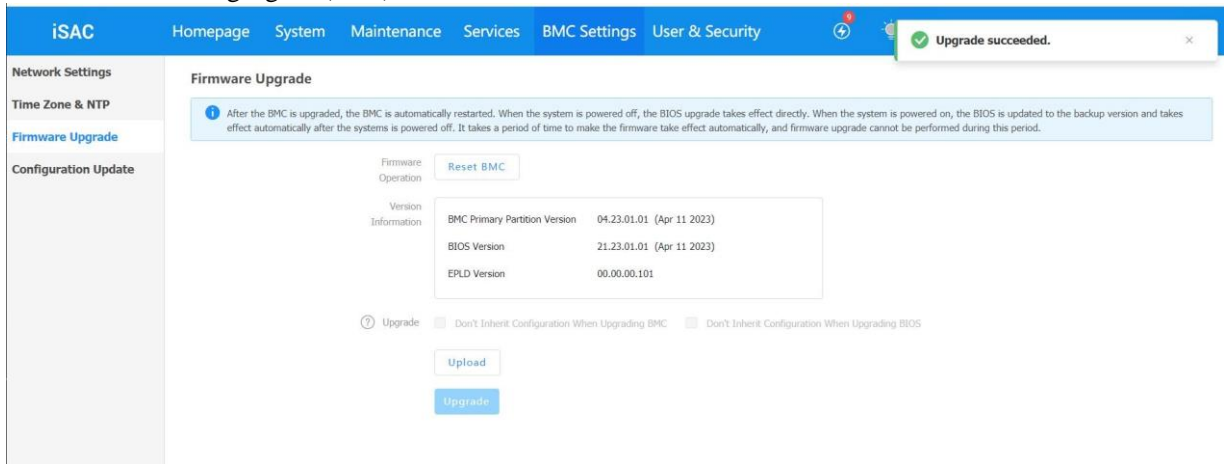 iSAC
Homepage System Maintenance Services BMC Settings User & Security
9
Upgrade succeeded.
Network Settings
Time Zone & NTP
Firmware Upgrade
Configuration Update
Firmware Upgrade
After the BMC is upgraded, the BMC is automatically restarted. When the system is powered off, the BIOS upgrade takes effect directly. When the system is powered on, the BIOS is updated to the backup version and takes
effect automatically after the systems is powered off. It takes a period of time to make the firmware take effect automatically, and firmware upgrade cannot be performed during this period.
Firmware
Operation
Reset BMC
Version
Information
BMC Primary Partition Version 04.23.01.01 (Apr 11 2023)
BIOS Version 21.23.01.01 (Apr 11 2023)
EPLD Version 00.00.00.101
Upgrade Don't Inherit Configuration When Upgrading BMC Don't Inherit Configuration When Upgrading BIOS
Upload
Upgrade